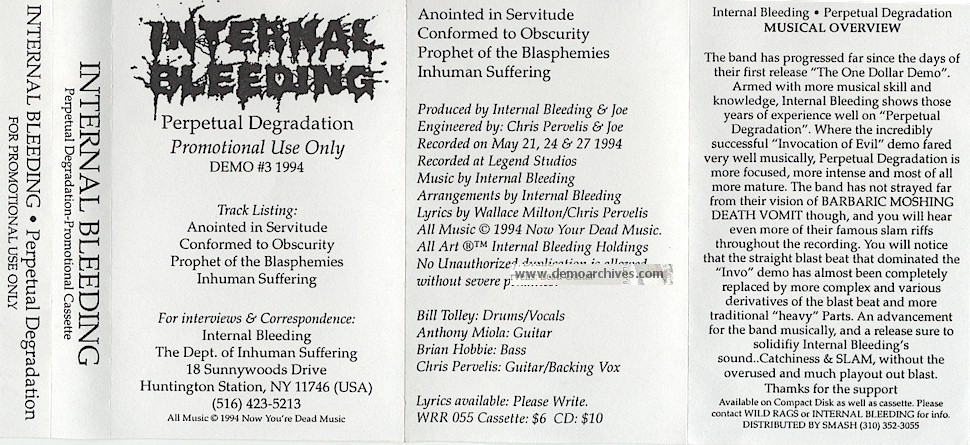 INTERNAL BLEEDING • Perpetual Degradation
FOR PROMOTIONAL USE ONLY
INTERNAL BLEEDING
Perpetual Degradation-Promotional Cassette
INTERNAL
BLEEDING
Perpetual Degradation
Promotional Use Only
DEMO #3 1994
Track Listing:
Anointed in Servitude
Conformed to Obscurity
Prophet of the Blasphemies
Inhuman Suffering
For interviews & Correspondence:
Internal Bleeding
The Dept. of Inhuman Suffering
18 Sunnywoods Drive
Huntington Station, NY 11746 (USA)
(516) 423-5213
All Music © 1994 Now You're Dead Music
Anointed in Servitude
Conformed to Obscurity
Prophet of the Blasphemies
Inhuman Suffering
Produced by Internal Bleeding & Joe
Engineered by: Chris Pervelis & Joe
Recorded on May 21, 24 & 27 1994
Recorded at Legend Studios
Music by Internal Bleeding
Arrangements by Internal Bleeding
Lyrics by Wallace Milton/Chris Pervelis
All Music © 1994 Now Your Dead Music.
All Art ®™ Internal Bleeding Holdings
No Unauthorized duplication is allowed
www.demoarchives.com
without severe
Bill Tolley: Drums/Vocals
Anthony Miola: Guitar
Brian Hobbie: Bass
Chris Pervelis: Guitar/Backing Vox
Lyrics available: Please Write.
WRR 055 Cassette: $6 CD: $10
Internal Bleeding • Perpetual Degradation
MUSICAL OVERVIEW
The band has progressed far since the days of
their first release "The One Dollar Demo".
Armed with more musical skill and
knowledge, Internal Bleeding shows those
years of experience well on "Perpetual
Degradation". Where the incredibly
successful "Invocation of Evil" demo fared
very well musically, Perpetual Degradation is
more focused, more intense and most of all
more mature. The band has not strayed far
from their vision of BARBARIC MOSHING
DEATH VOMIT though, and you will hear
even more of their famous slam riffs
throughout the recording. You will notice
that the straight blast beat that dominated the
"Invo" demo has almost been completely
replaced by more complex and various
derivatives of the blast beat and more
traditional "heavy" Parts. An advancement
for the band musically, and a release sure to
solidifiy Internal Bleeding's
sound..Catchiness & SLAM, without the
overused and much playout out blast.
Thanks for the support
Available on Compact Disk as well as cassette. Please
contact WILD RAGS or INTERNAL BLEEDING for info.
DISTRIBUTED BY SMASH (310) 352-3055